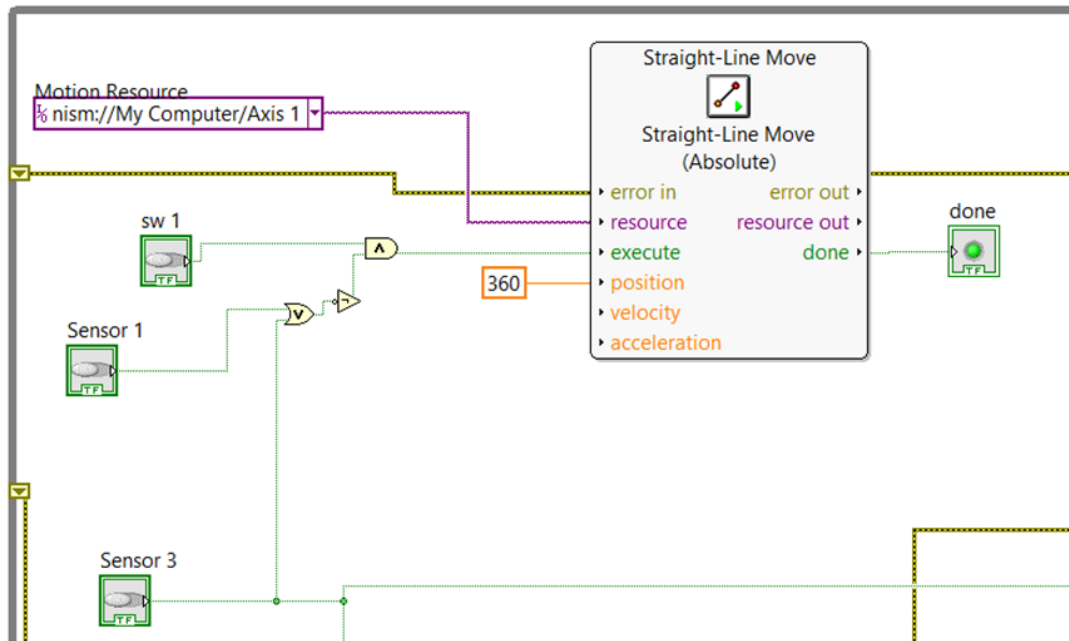 Straight-Line Move
Motion Resource
nism://My Computer/Axis 1
Straight-Line Move
(Absolute)
error in error out
sw 1
resource resource out
done
execute done
360
position
velocity
Sensor 1
acceleration
TF
TF
TF
Sensor 3
TF